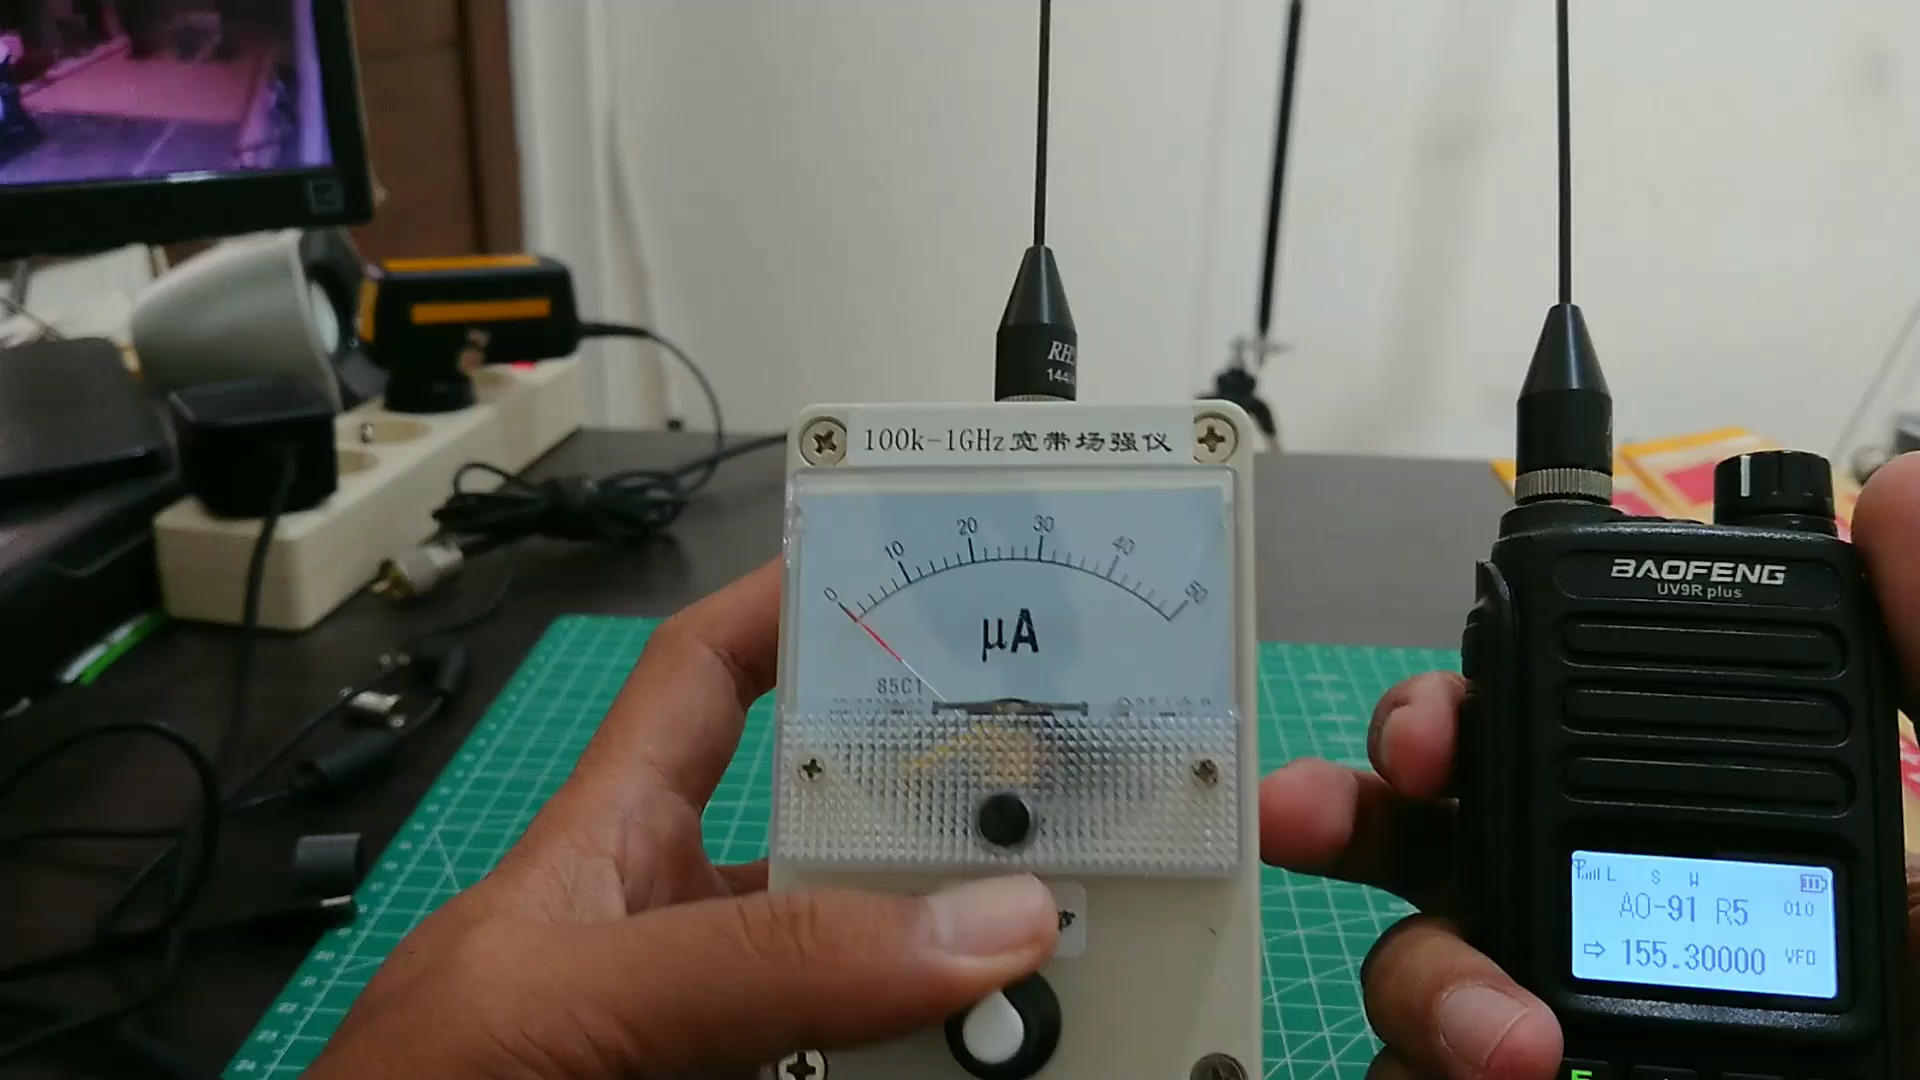 100k-1GHz宽带场强仪
0 10 20 30 40 50
μA
85C1
144
BAOFENG
UV9R plus
L S W
AO-91 R5 010
155.30000 VFO